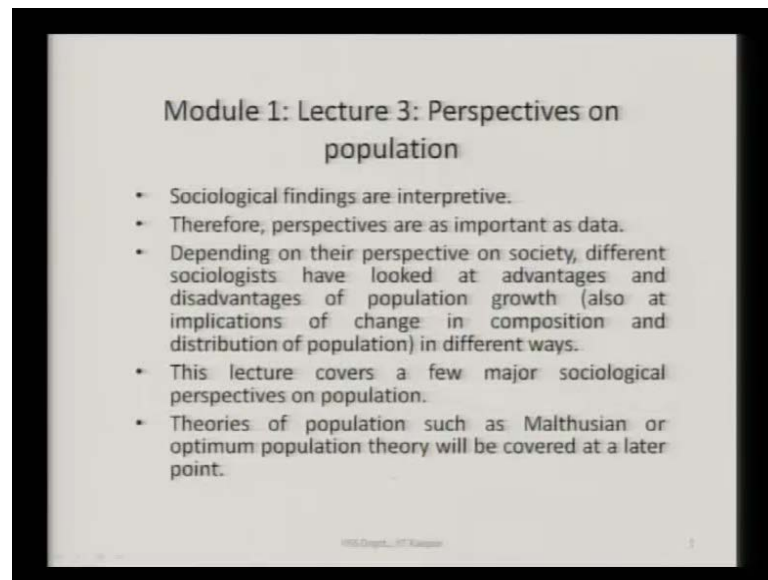 Module 1: Lecture 3: Perspectives on
population
• Sociological findings are interpretive.
• Therefore, perspectives are as important as data.
• Depending on their perspective on society, different
sociologists have looked at advantages and
disadvantages of population growth (also at
implications of change in composition and
distribution of population) in different ways.
• This lecture covers a few major sociological
perspectives on population.
• Theories of population such as Malthusian or
optimum population theory will be covered at a later
point.